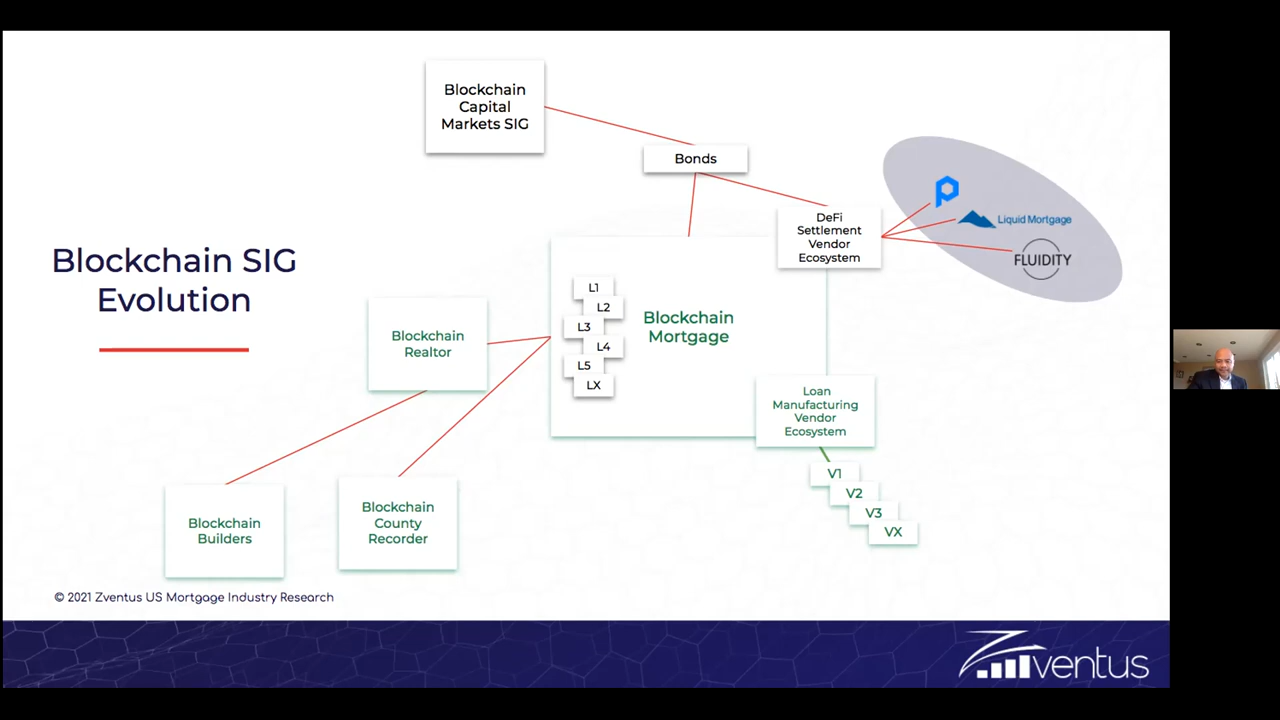 Blockchain
Capital
Markets SIG
Bonds
DeFi
Settlement
Vendor
Ecosystem
Liquid Mortgage
FLUIDITY
Blockchain SIG
Evolution
L1
L2
L3
L4
L5
LX
Blockchain
Mortgage
Blockchain
Realtor
Loan
Manufacturing
Vendor
Ecosystem
V1
V2
V3
VX
Blockchain
Builders
Blockchain
County
Recorder
© 2021 Zventus US Mortgage Industry Research
Zventus